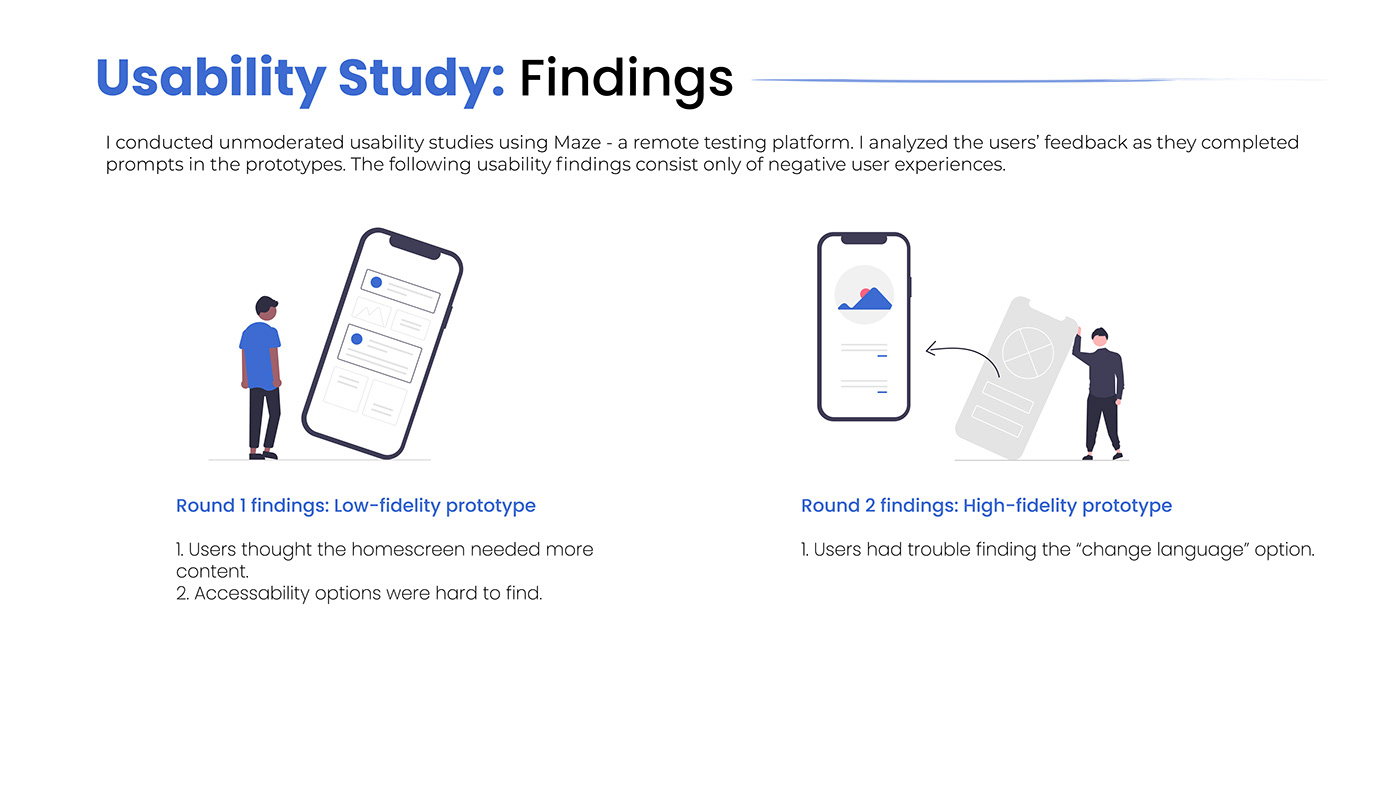 Usability Study: Findings
I conducted unmoderated usability studies using Maze - a remote testing platform. I analyzed the users’ feedback as they completed
prompts in the prototypes. The following usability findings consist only of negative user experiences.
Round 1 findings: Low-fidelity prototype
1. Users thought the homescreen needed more
content.
2. Accessability options were hard to find.
Round 2 findings: High-fidelity prototype
1. Users had trouble finding the “change language” option.